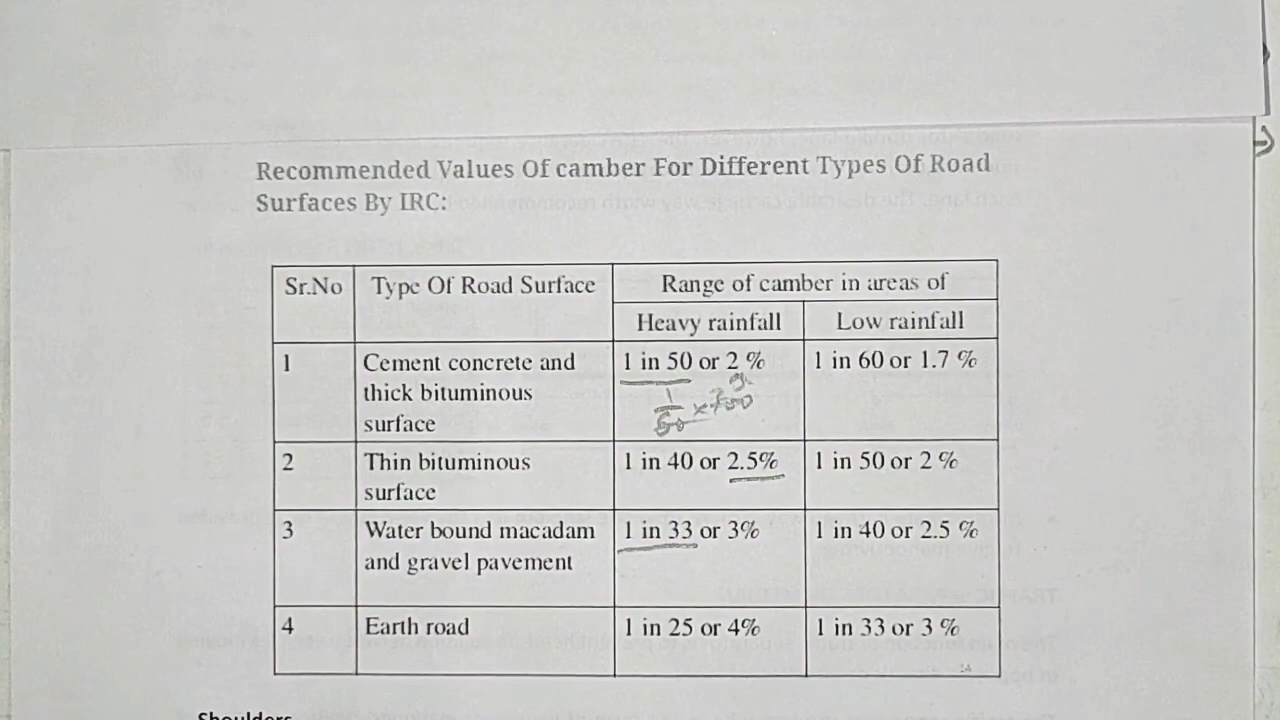 Recommended Values Of camber For Different Types Of Road
Surfaces By IRC:
Sr.No Type Of Road Surface Range of camber in areas of
Heavy rainfall Low rainfall
1 Cement concrete and 1 in 50 or 2 % 1 in 60 or 1.7 %
thick bituminous
surface
2 Thin bituminous 1 in 40 or 2.5% 1 in 50 or 2 %
surface
3 Water bound macadam 1 in 33 or 3% 1 in 40 or 2.5 %
and gravel pavement
4 Earth road 1 in 25 or 4% 1 in 33 or 3 %
14
Shoulders